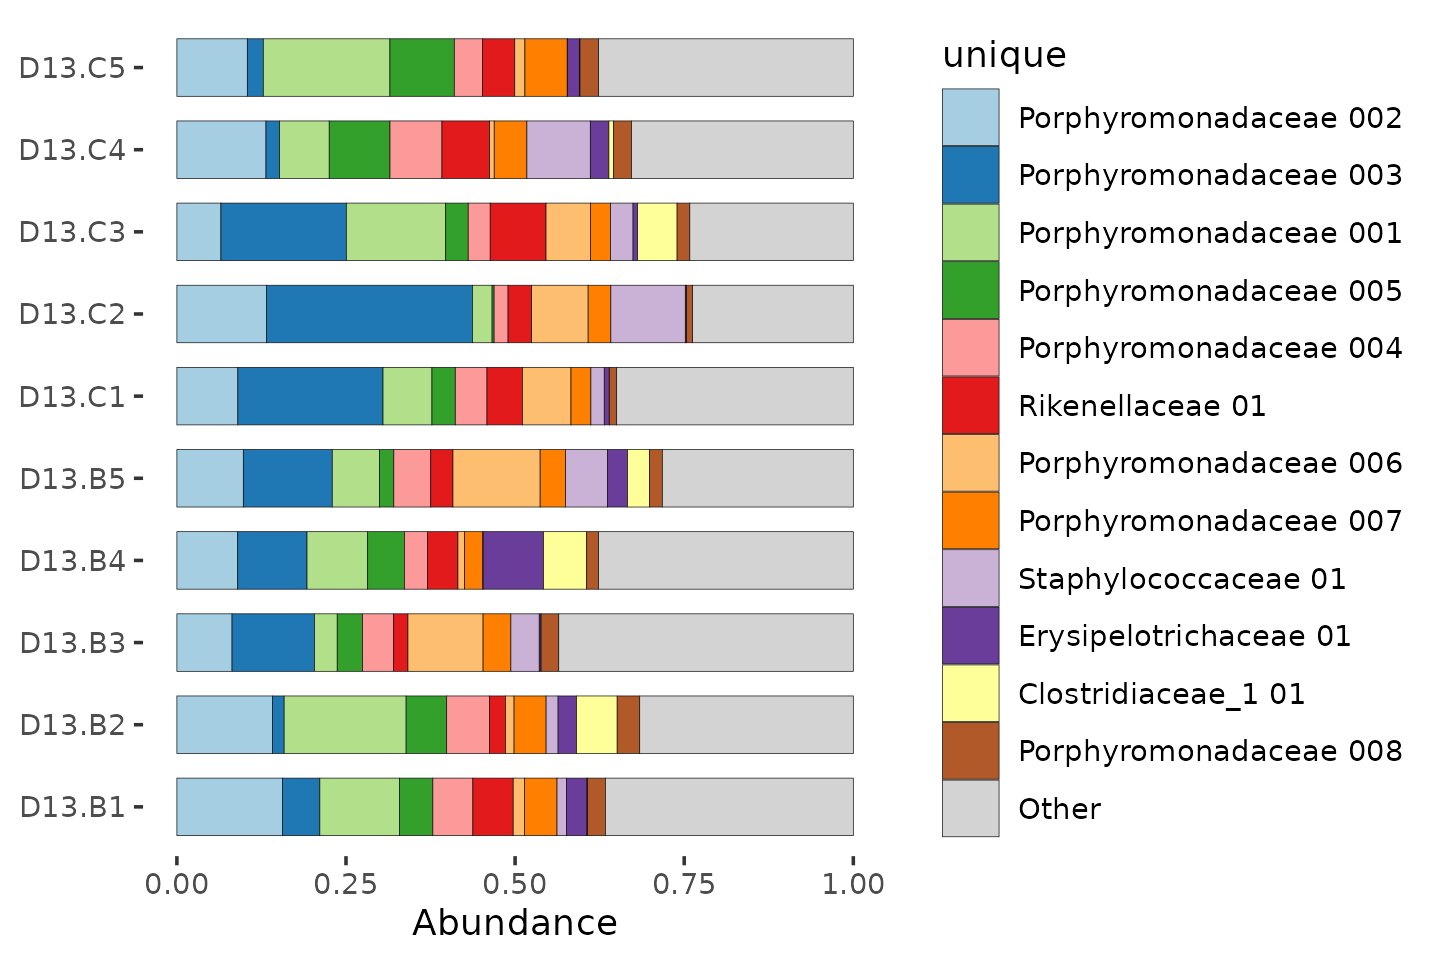 D13.C5
D13.C4
D13.C3
D13.C2
D13.C1
D13.B5
D13.B4
D13.B3
D13.B2
D13.B1
0.00 0.25 0.50 0.75 1.00
Abundance
unique
Porphyromonadaceae 002
Porphyromonadaceae 003
Porphyromonadaceae 001
Porphyromonadaceae 005
Porphyromonadaceae 004
Rikenellaceae 01
Porphyromonadaceae 006
Porphyromonadaceae 007
Staphylococcaceae 01
Erysipelotrichaceae 01
Clostridiaceae_1 01
Porphyromonadaceae 008
Other